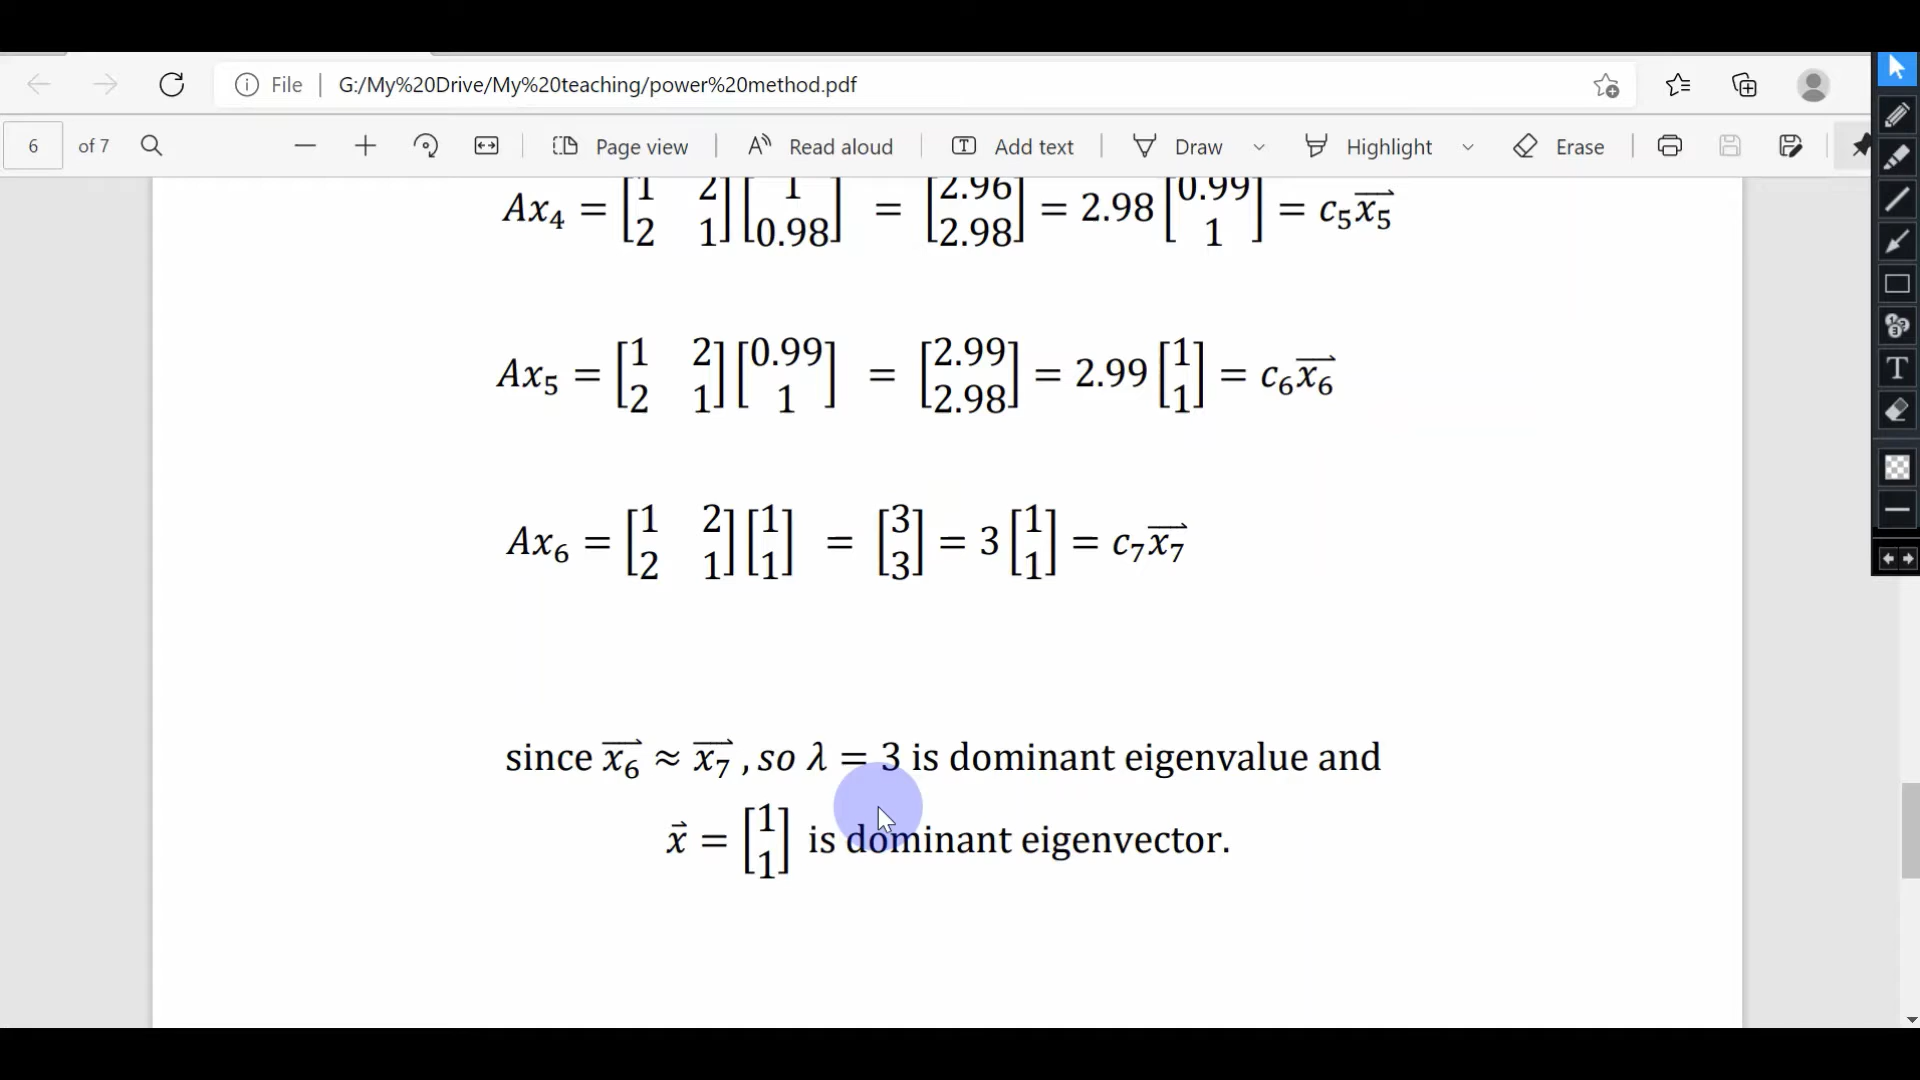 File | G:/My%20Drive/My%20teaching/power%20method.pdf
6 of 7 Page view Read aloud Add text Draw Highlight Erase
Ax₄ = [1 2; 2 1][1; 0.98] = [2.96; 2.98] = 2.98 [0.99; 1] = c₅x₅⃗
Ax₅ = [1 2; 2 1][0.99; 1] = [2.99; 2.98] = 2.99 [1; 1] = c₆x₆⃗
Ax₆ = [1 2; 2 1][1; 1] = [3; 3] = 3 [1; 1] = c₇x₇⃗
since x₆⃗ ≈ x₇⃗ , so λ = 3 is dominant eigenvalue and
x⃗ = [1; 1] is dominant eigenvector.